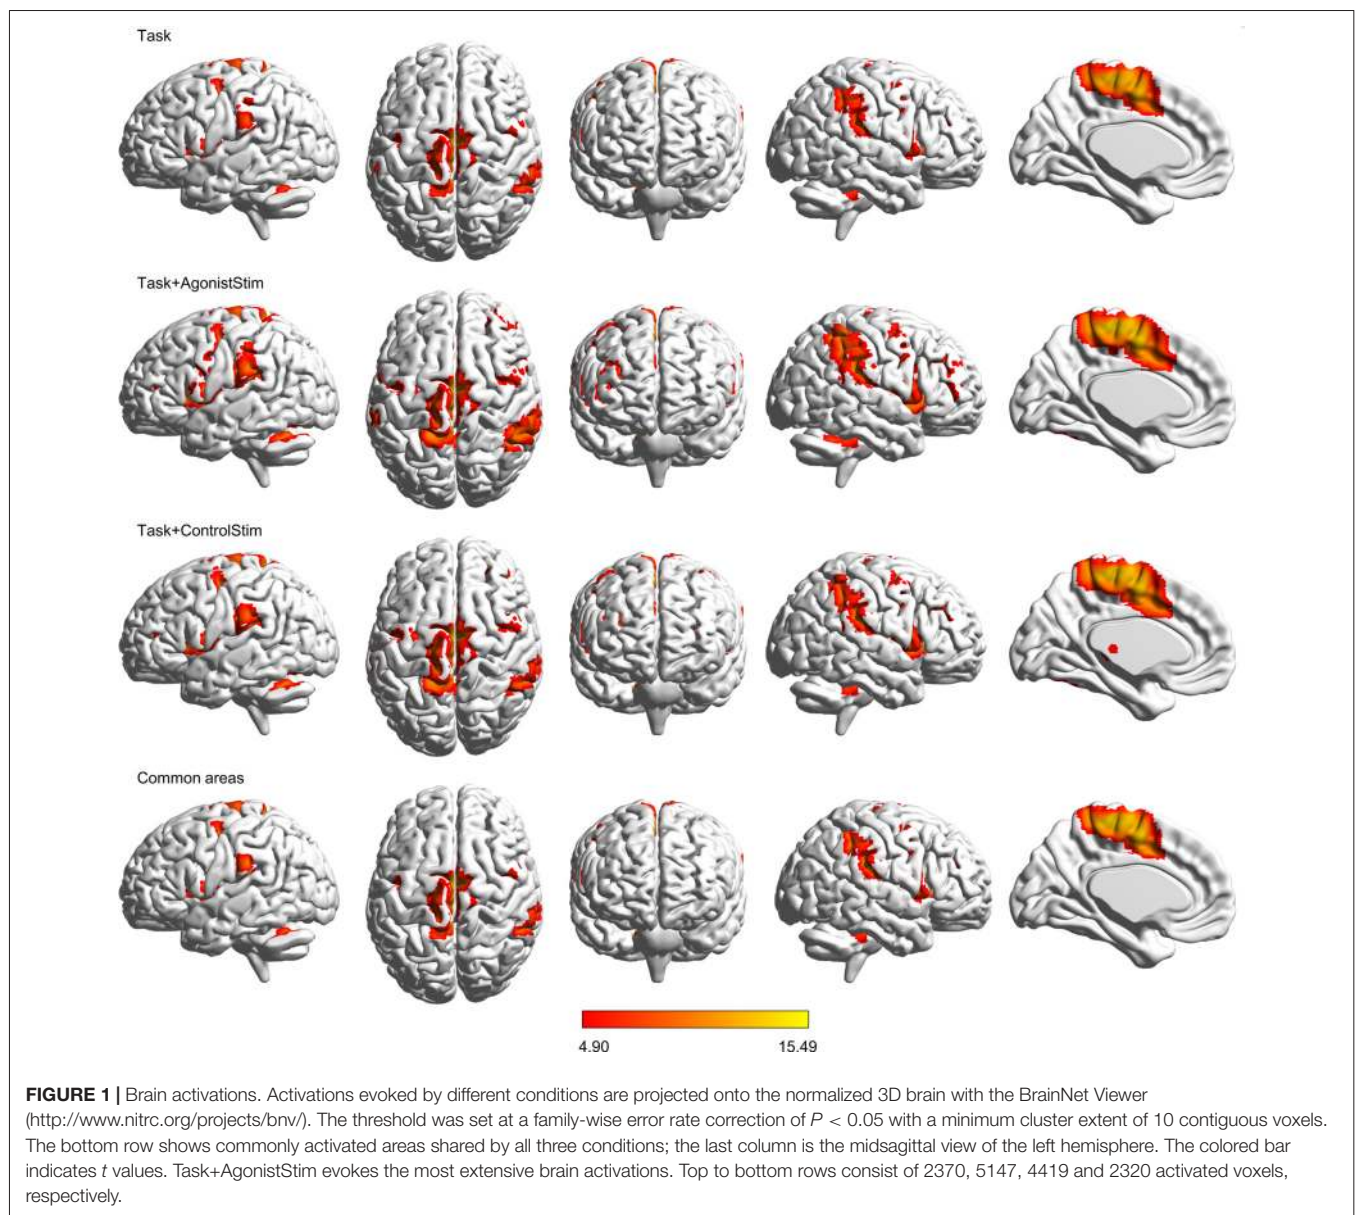 Task
Task+AgonistStim
Task+ControlStim
Common areas
4.90 15.49
FIGURE 1 | Brain activations. Activations evoked by different conditions are projected onto the normalized 3D brain with the BrainNet Viewer
(http://www.nitrc.org/projects/bnv/). The threshold was set at a family-wise error rate correction of P < 0.05 with a minimum cluster extent of 10 contiguous voxels.
The bottom row shows commonly activated areas shared by all three conditions; the last column is the midsagittal view of the left hemisphere. The colored bar
indicates t values. Task+AgonistStim evokes the most extensive brain activations. Top to bottom rows consist of 2370, 5147, 4419 and 2320 activated voxels,
respectively.